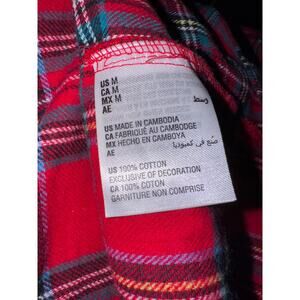 US M
CA M
MX M وسط
AE
US MADE IN CAMBODIA
CA FABRIQUÉ AU CAMBODGE
MX HECHO EN CAMBOYA
AE صنع في كمبوديا
US 100% COTTON
EXCLUSIVE OF DECORATION
CA 100% COTON
GARNITURE NON COMPRISE